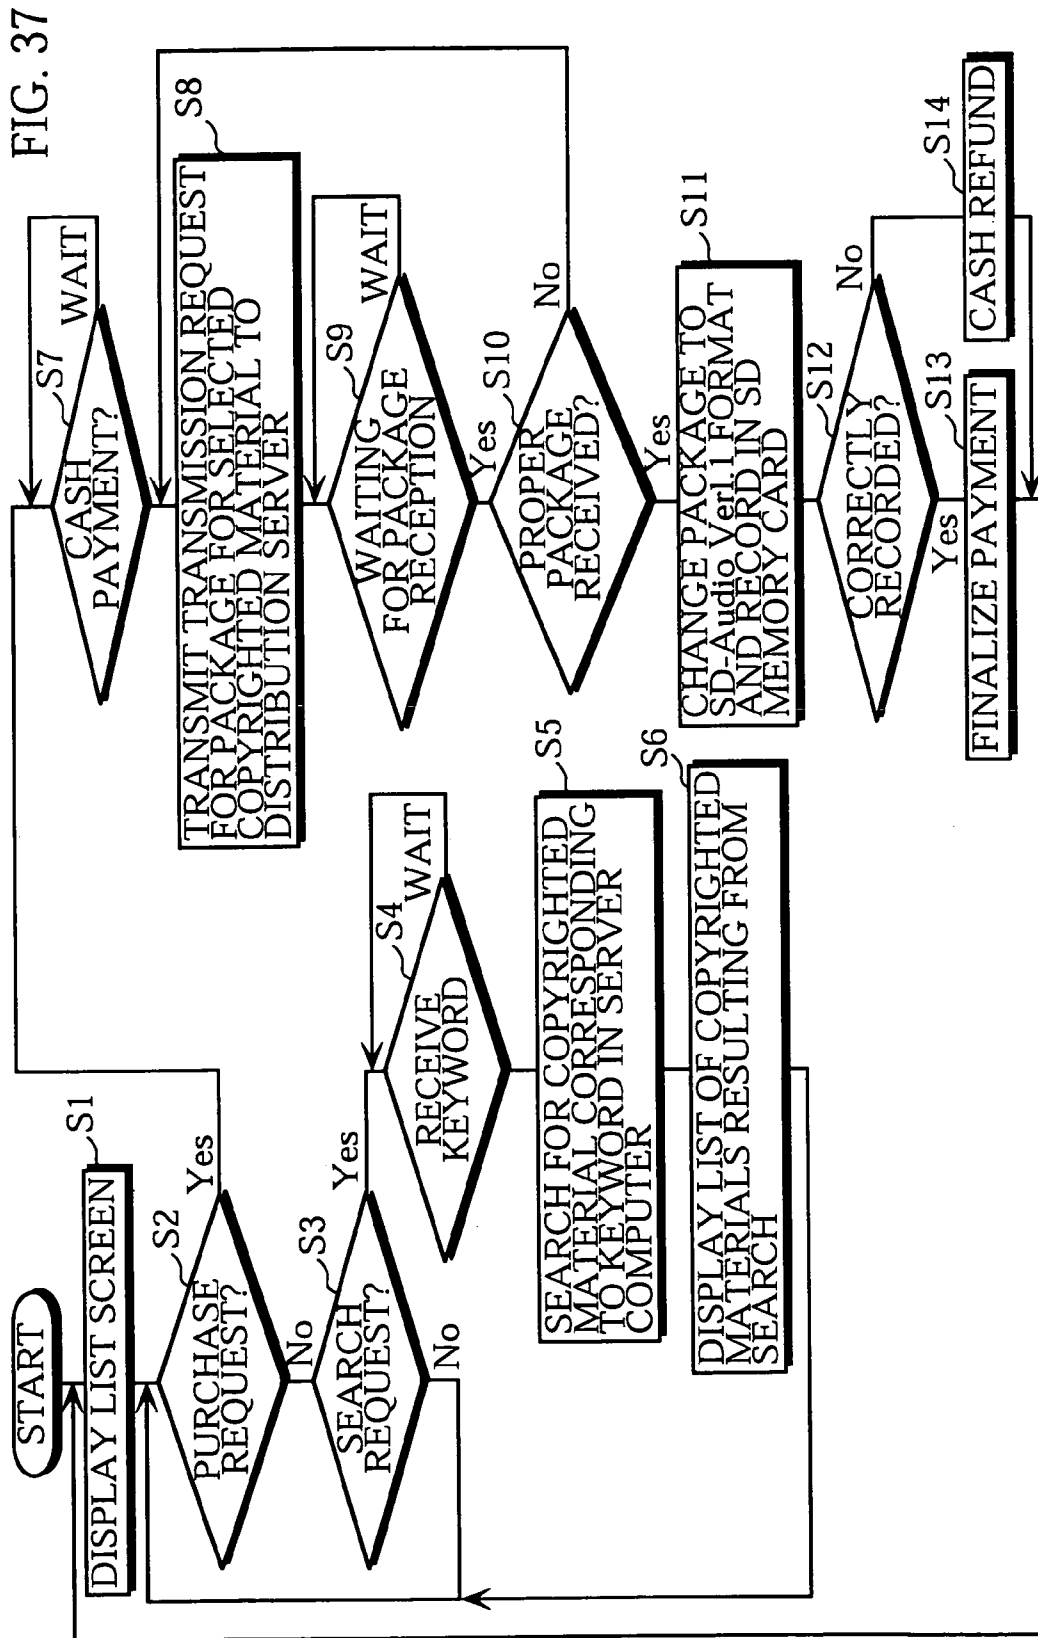 FIG. 37
START
DISPLAY LIST SCREEN
S1
PURCHASE
REQUEST?
S2
Yes
No
SEARCH
REQUEST?
S3
Yes
No
RECEIVE
KEYWORD
S4
WAIT
SEARCH FOR COPYRIGHTED
MATERIAL CORRESPONDING
TO KEYWORD IN SERVER
COMPUTER
S5
DISPLAY LIST OF COPYRIGHTED
MATERIALS RESULTING FROM
SEARCH
S6
CASH
PAYMENT?
S7
WAIT
TRANSMIT TRANSMISSION REQUEST
FOR PACKAGE FOR SELECTED
COPYRIGHTED MATERIAL TO
DISTRIBUTION SERVER
S8
WAITING
FOR PACKAGE
RECEPTION
S9
WAIT
Yes
PROPER
PACKAGE
RECEIVED?
S10
No
Yes
CHANGE PACKAGE TO
SD-Audio Ver1.1 FORMAT
AND RECORD IN SD
MEMORY CARD
S11
CORRECTLY
RECORDED?
S12
No
Yes
FINALIZE PAYMENT
S13
CASH REFUND
S14